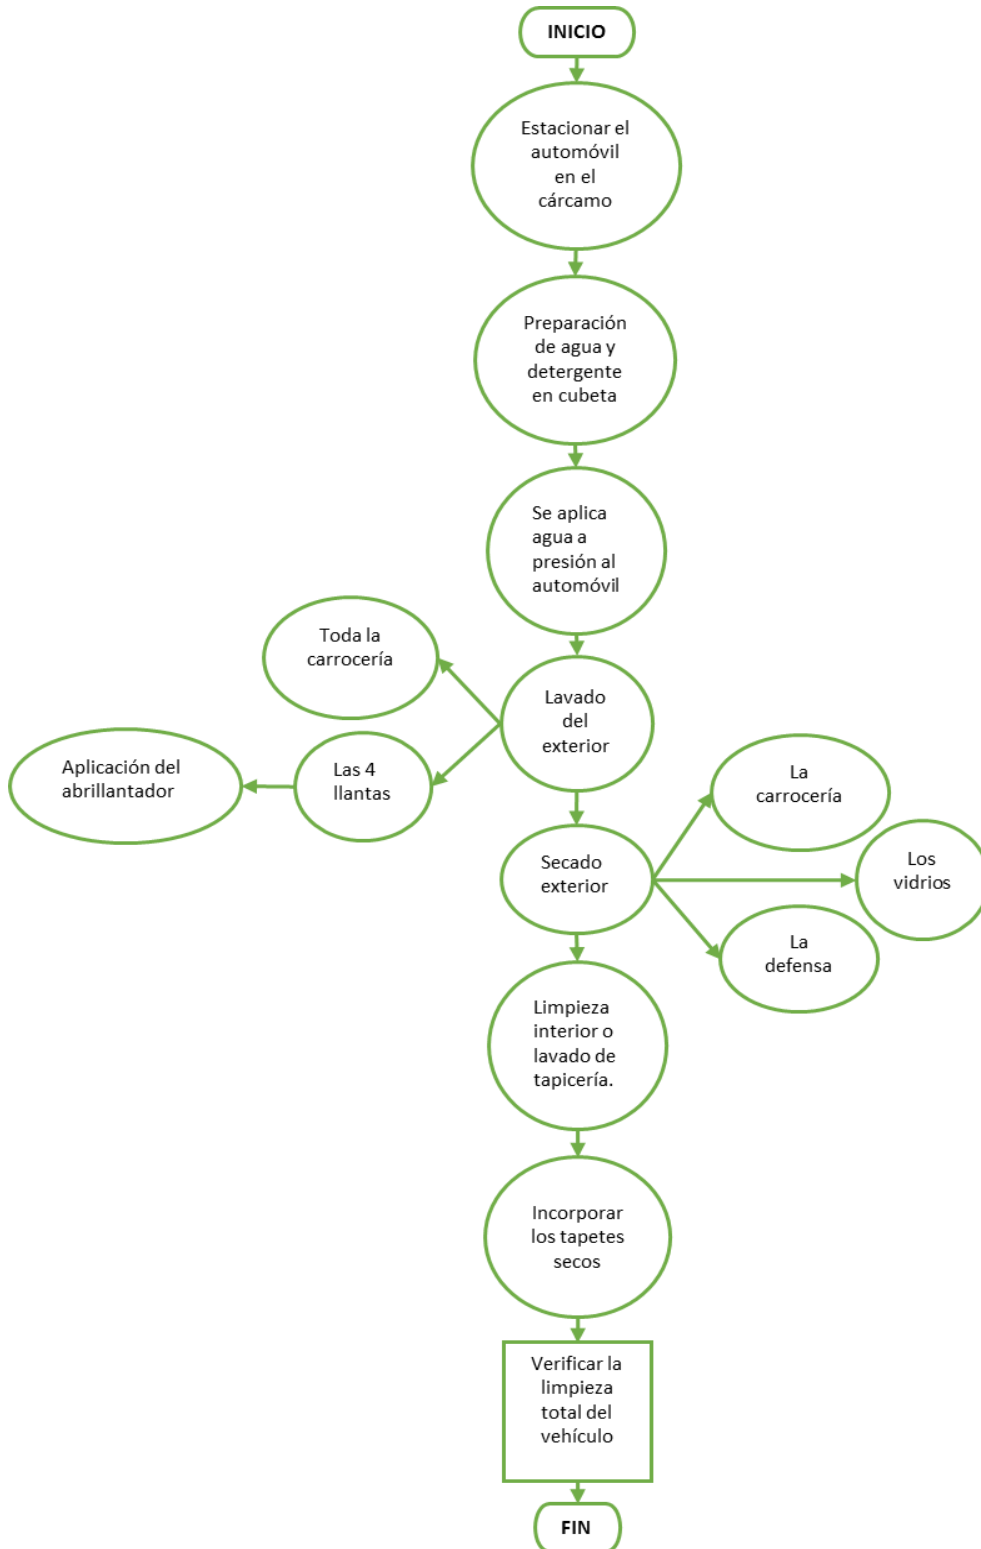 INICIO
Estacionar el
automóvil
en el
cárcamo
Preparación
de agua y
detergente
en cubeta
Se aplica
agua a
presión al
automóvil
Toda la
carrocería
Lavado
del
exterior
Las 4
llantas
Aplicación del
abrillantador
Secado
exterior
La
carrocería
Los
vidrios
La
defensa
Limpieza
interior o
lavado de
tapicería.
Incorporar
los tapetes
secos
Verificar la
limpieza
total del
vehículo
FIN